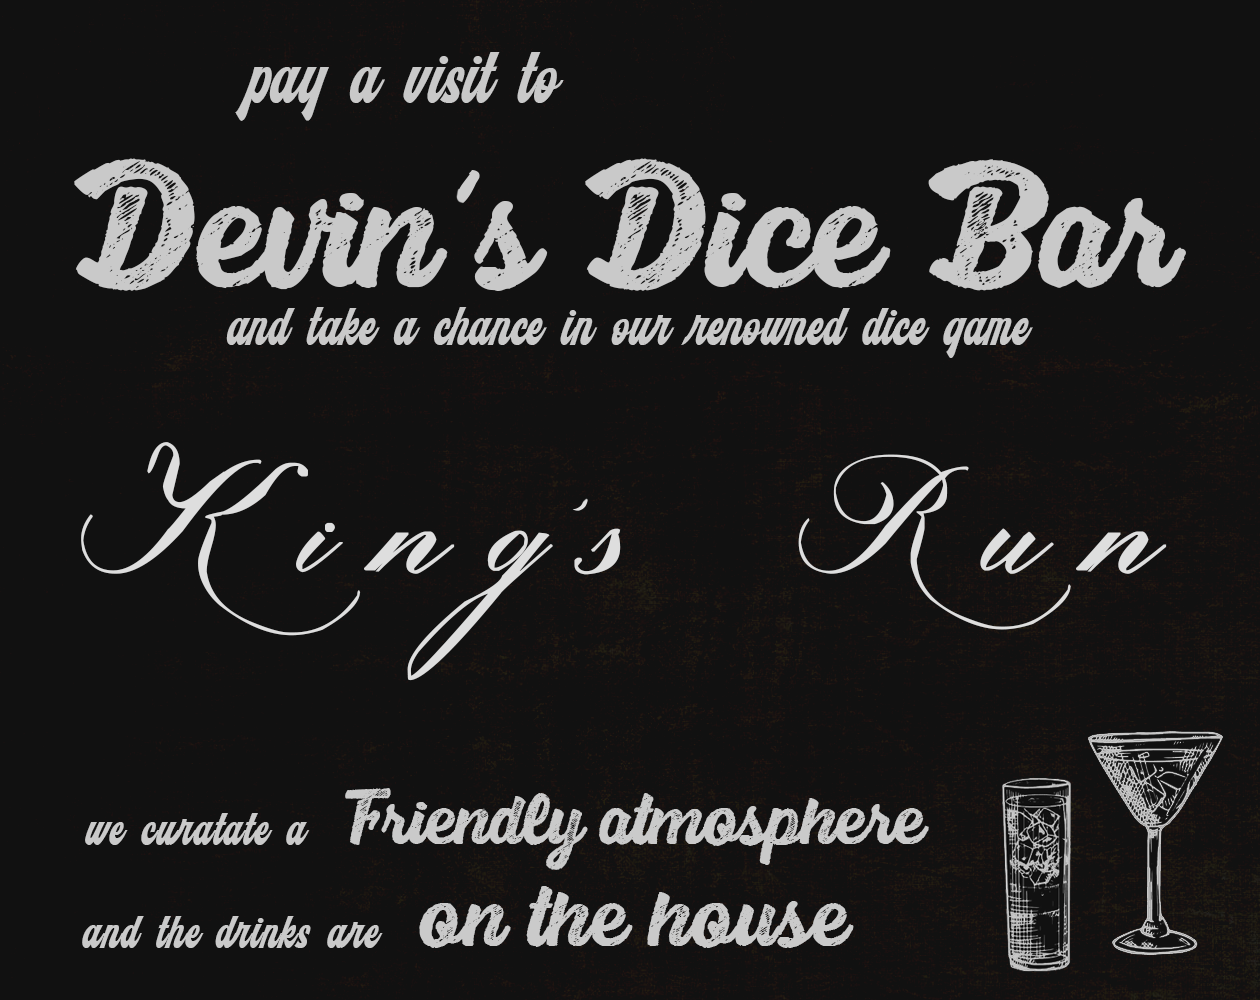 pay a visit to
Devin's Dice Bar
and take a chance in our renowned dice game
King's Run
we curatate a Friendly atmosphere
and the drinks are on the house